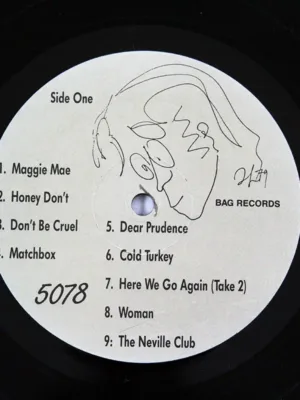 Side One
BAG RECORDS
1. Maggie Mae
2. Honey Don't
3. Don't Be Cruel
4. Matchbox
5. Dear Prudence
6. Cold Turkey
7. Here We Go Again (Take 2)
8. Woman
9: The Neville Club
5078